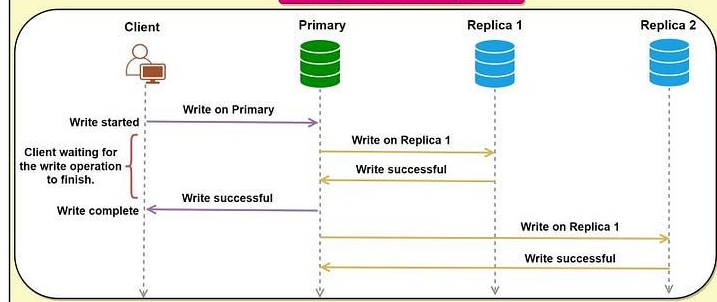 Client
Primary
Replica 1
Replica 2
Write on Primary
Write started
Write on Replica 1
Client waiting for
the write operation
to finish.
Write successful
Write successful
Write complete
Write on Replica 1
Write successful